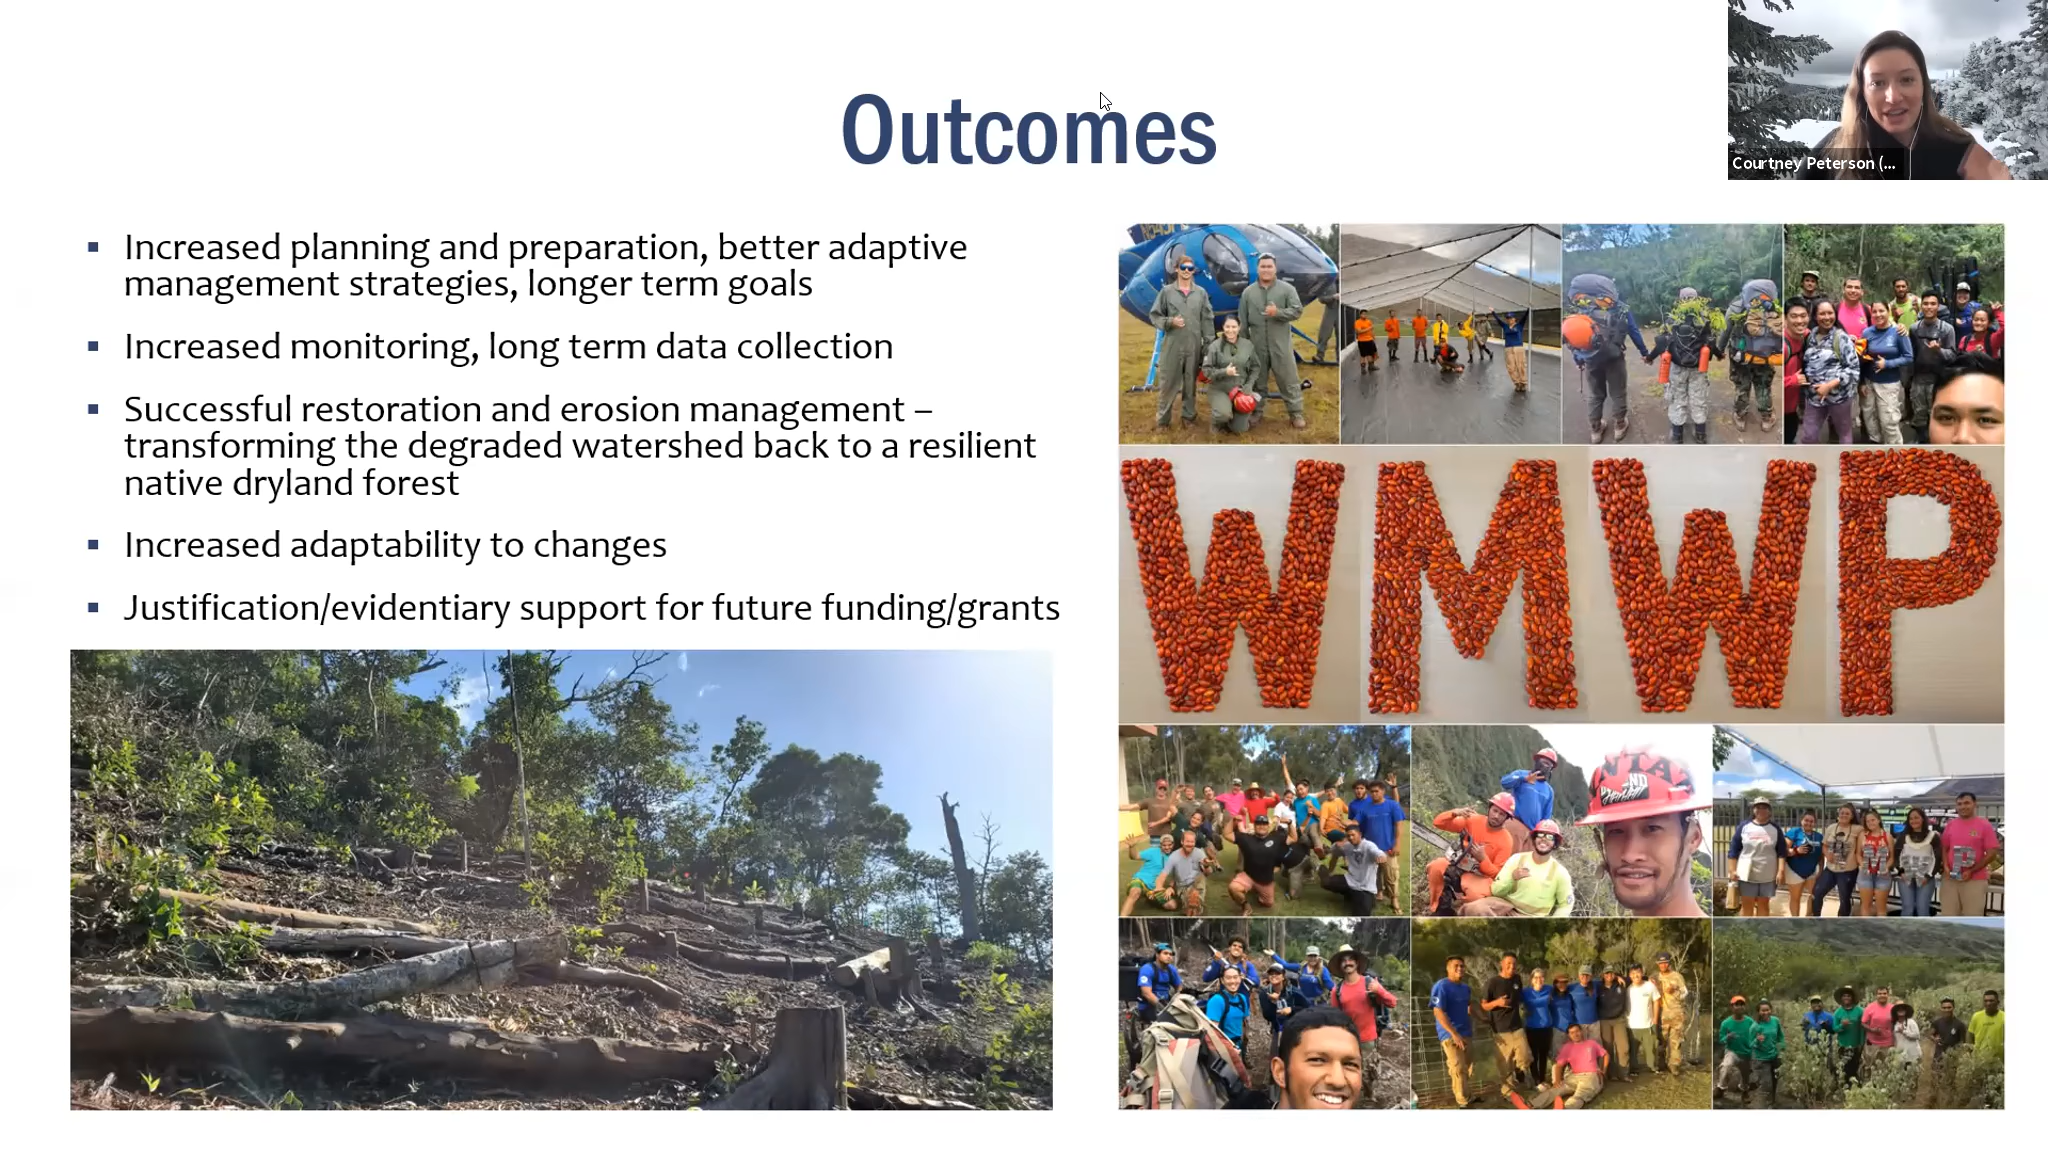 Outcomes
Courtney Peterson (...
▪ Increased planning and preparation, better adaptive
management strategies, longer term goals
▪ Increased monitoring, long term data collection
▪ Successful restoration and erosion management –
transforming the degraded watershed back to a resilient
native dryland forest
▪ Increased adaptability to changes
▪ Justification/evidentiary support for future funding/grants
WMWP